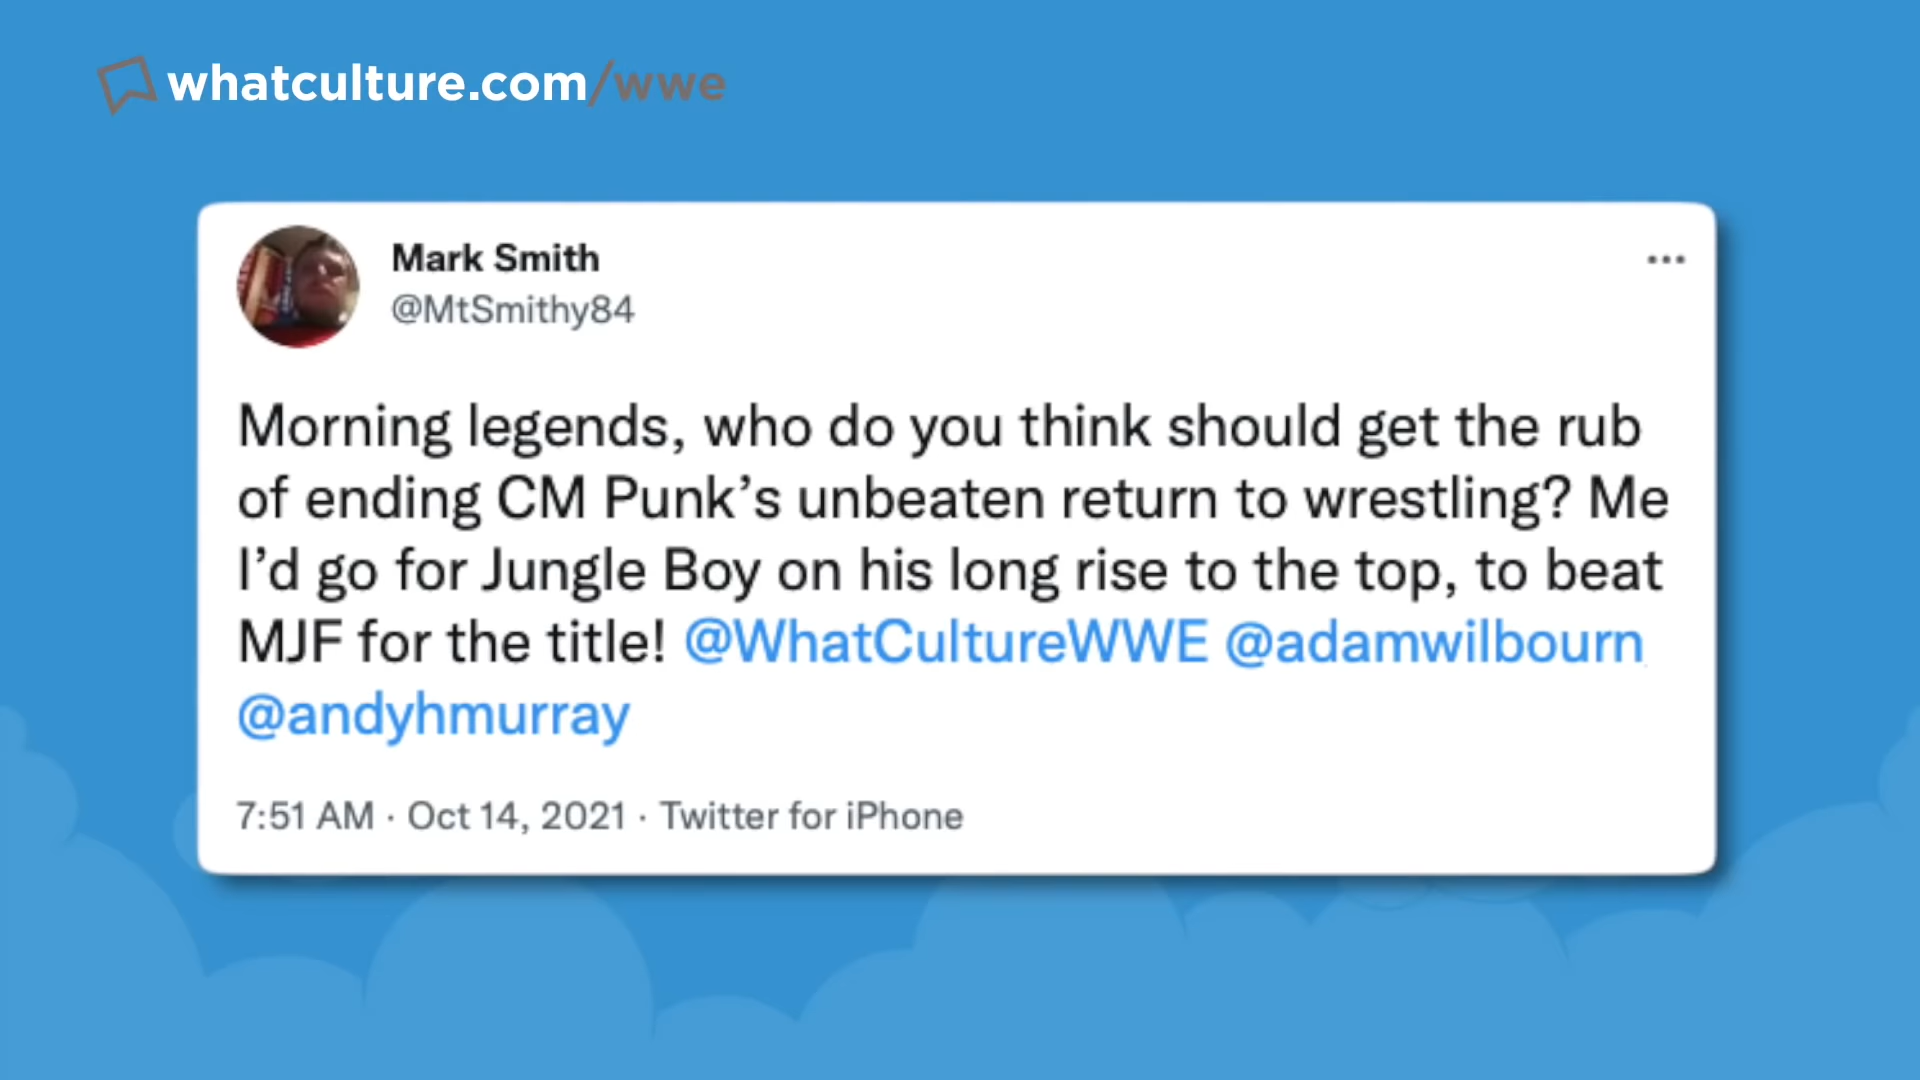 whatculture.com/wwe
Mark Smith
@MtSmithy84
Morning legends, who do you think should get the rub
of ending CM Punk’s unbeaten return to wrestling? Me
I’d go for Jungle Boy on his long rise to the top, to beat
MJF for the title! @WhatCultureWWE @adamwilbourn
@andyhmurray
7:51 AM · Oct 14, 2021 · Twitter for iPhone